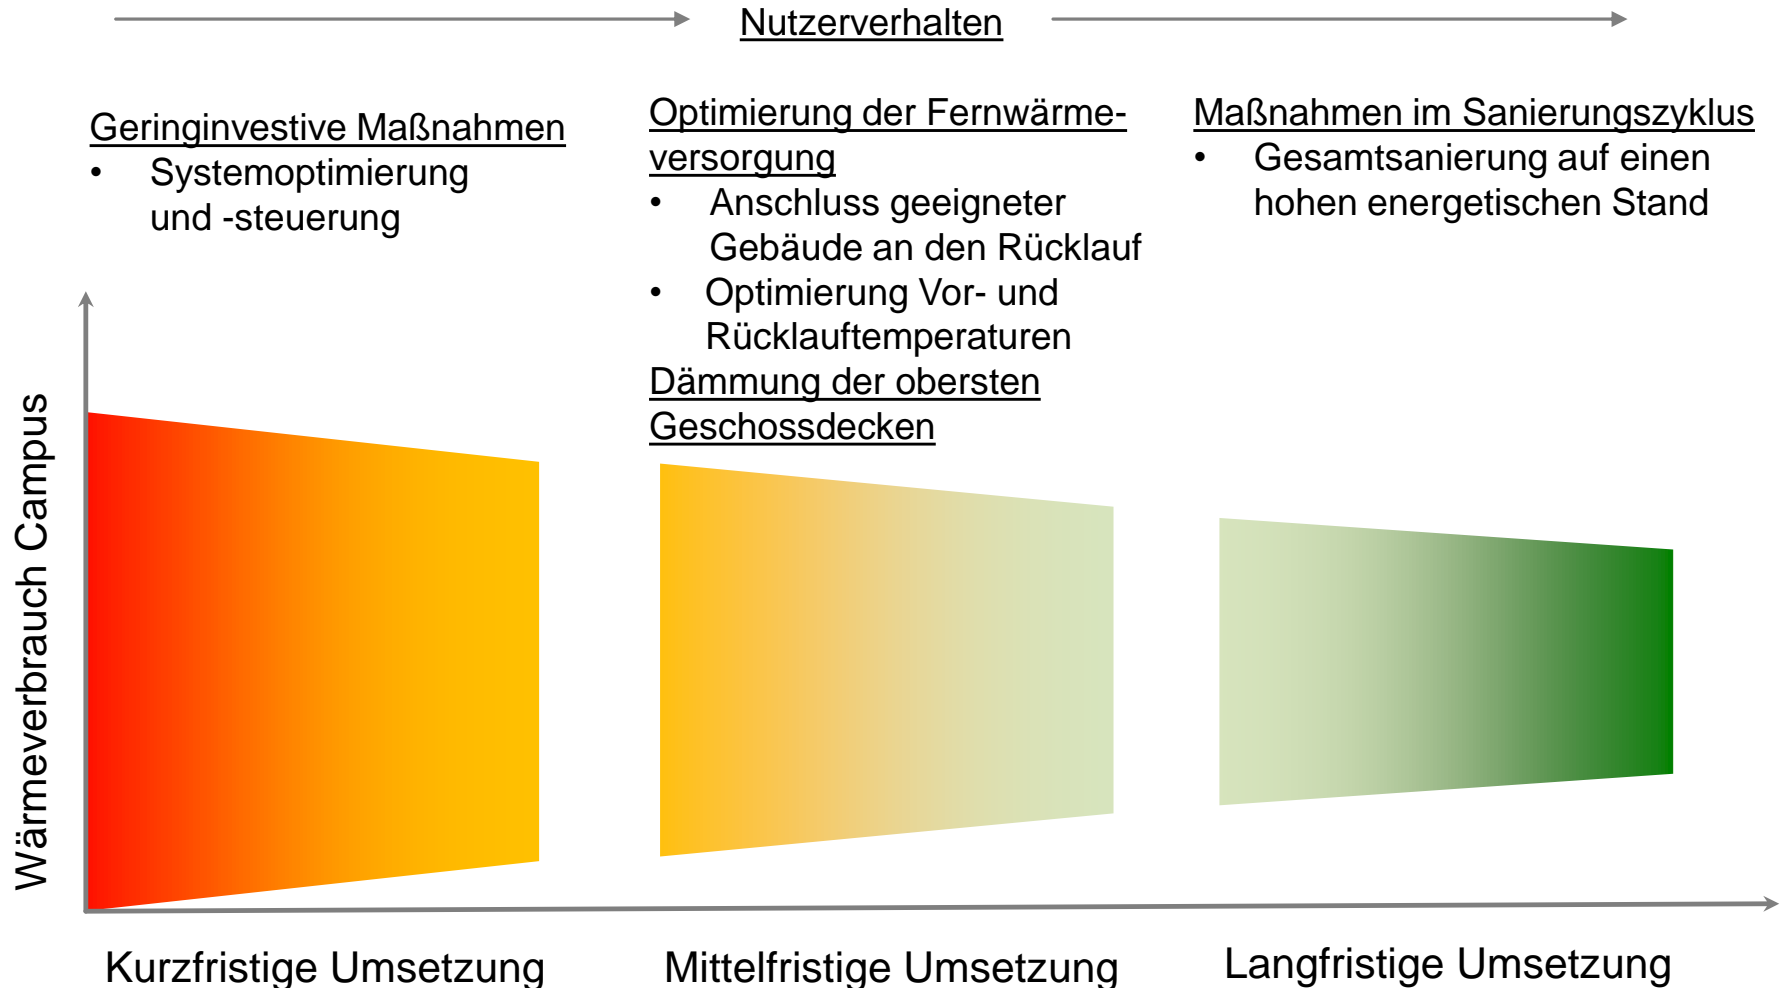 Nutzerverhalten
Geringinvestive Maßnahmen
• Systemoptimierung
und -steuerung
Optimierung der Fernwärme-
versorgung
• Anschluss geeigneter
Gebäude an den Rücklauf
• Optimierung Vor- und
Rücklauftemperaturen
Dämmung der obersten
Geschossdecken
Maßnahmen im Sanierungszyklus
• Gesamtsanierung auf einen
hohen energetischen Stand
Wärmeverbrauch Campus
Kurzfristige Umsetzung
Mittelfristige Umsetzung
Langfristige Umsetzung